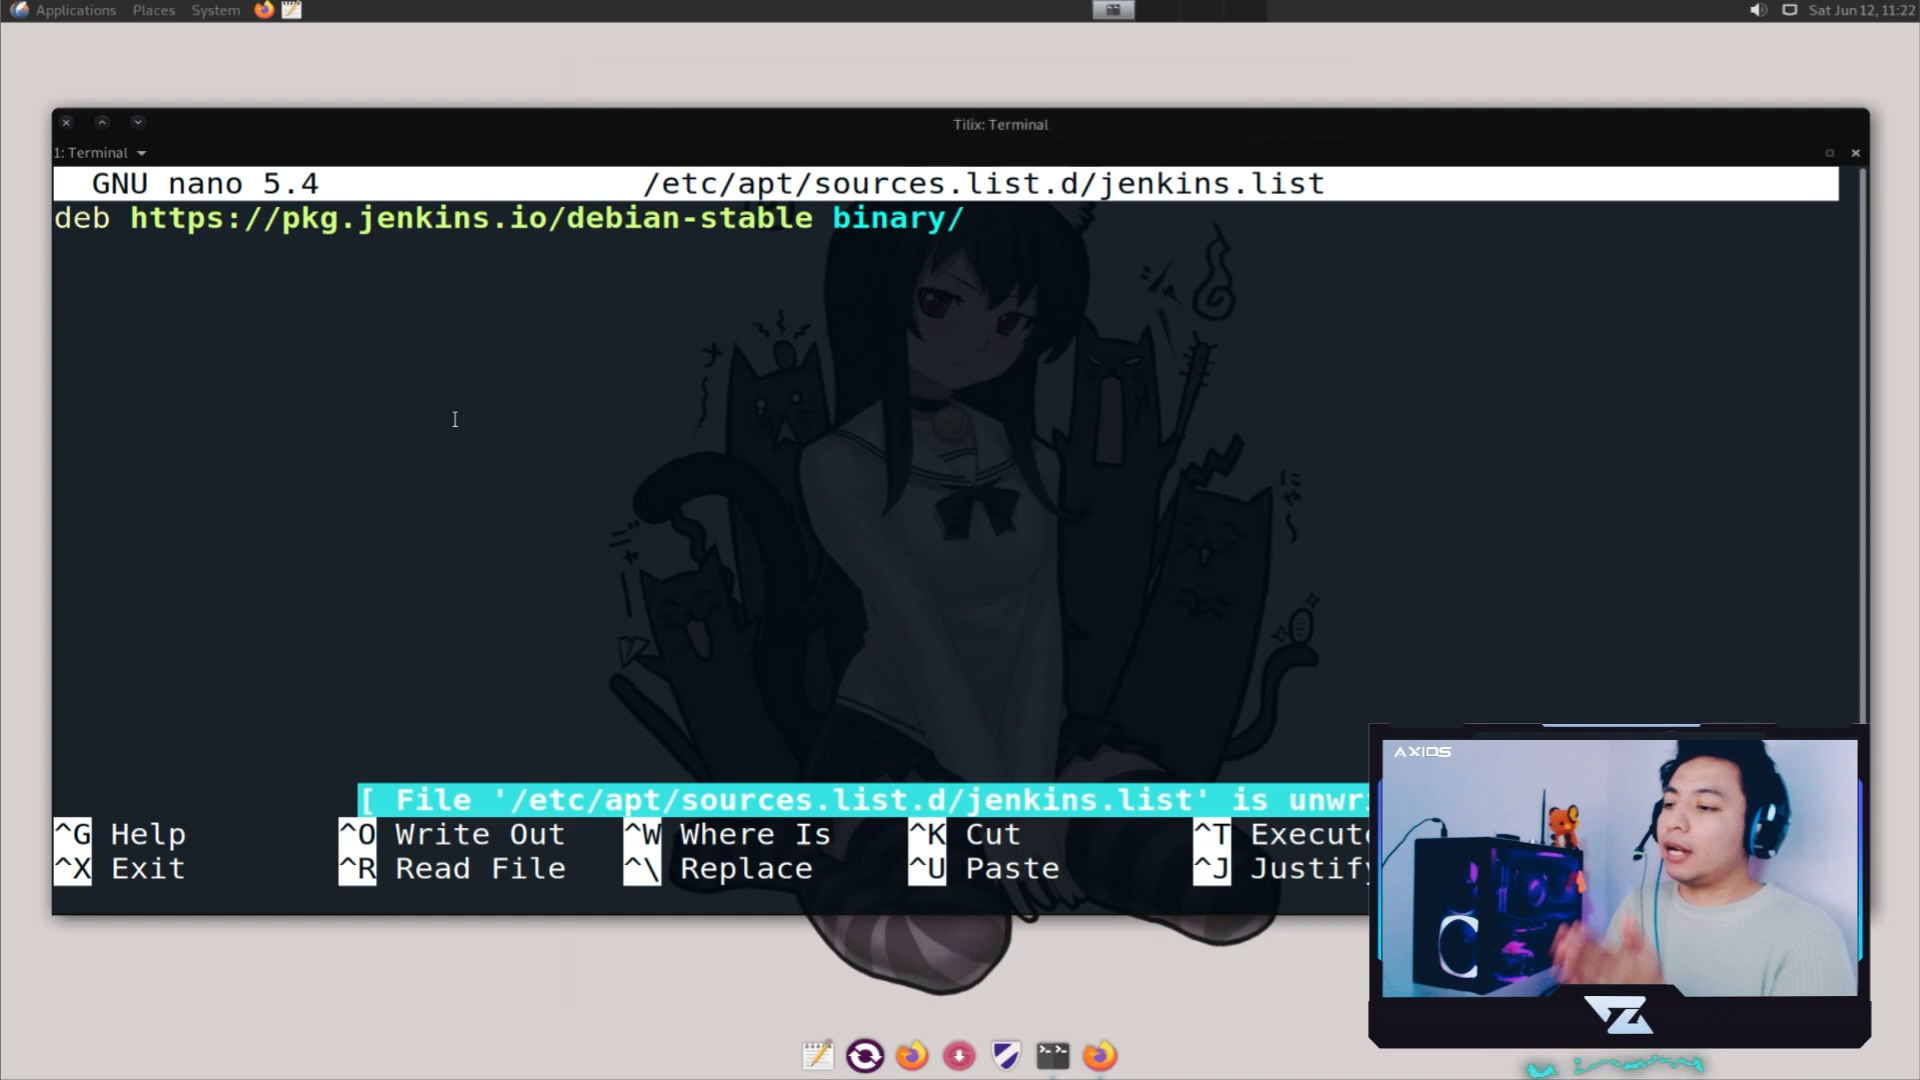 Applications Places System
Sat Jun 12, 11:22
Tilix: Terminal
1: Terminal
GNU nano 5.4 /etc/apt/sources.list.d/jenkins.list
deb https://pkg.jenkins.io/debian-stable binary/
[ File '/etc/apt/sources.list.d/jenkins.list' is unwri
^G Help ^O Write Out ^W Where Is ^K Cut ^T Execute
^X Exit ^R Read File ^\ Replace ^U Paste ^J Justify
AXIOS